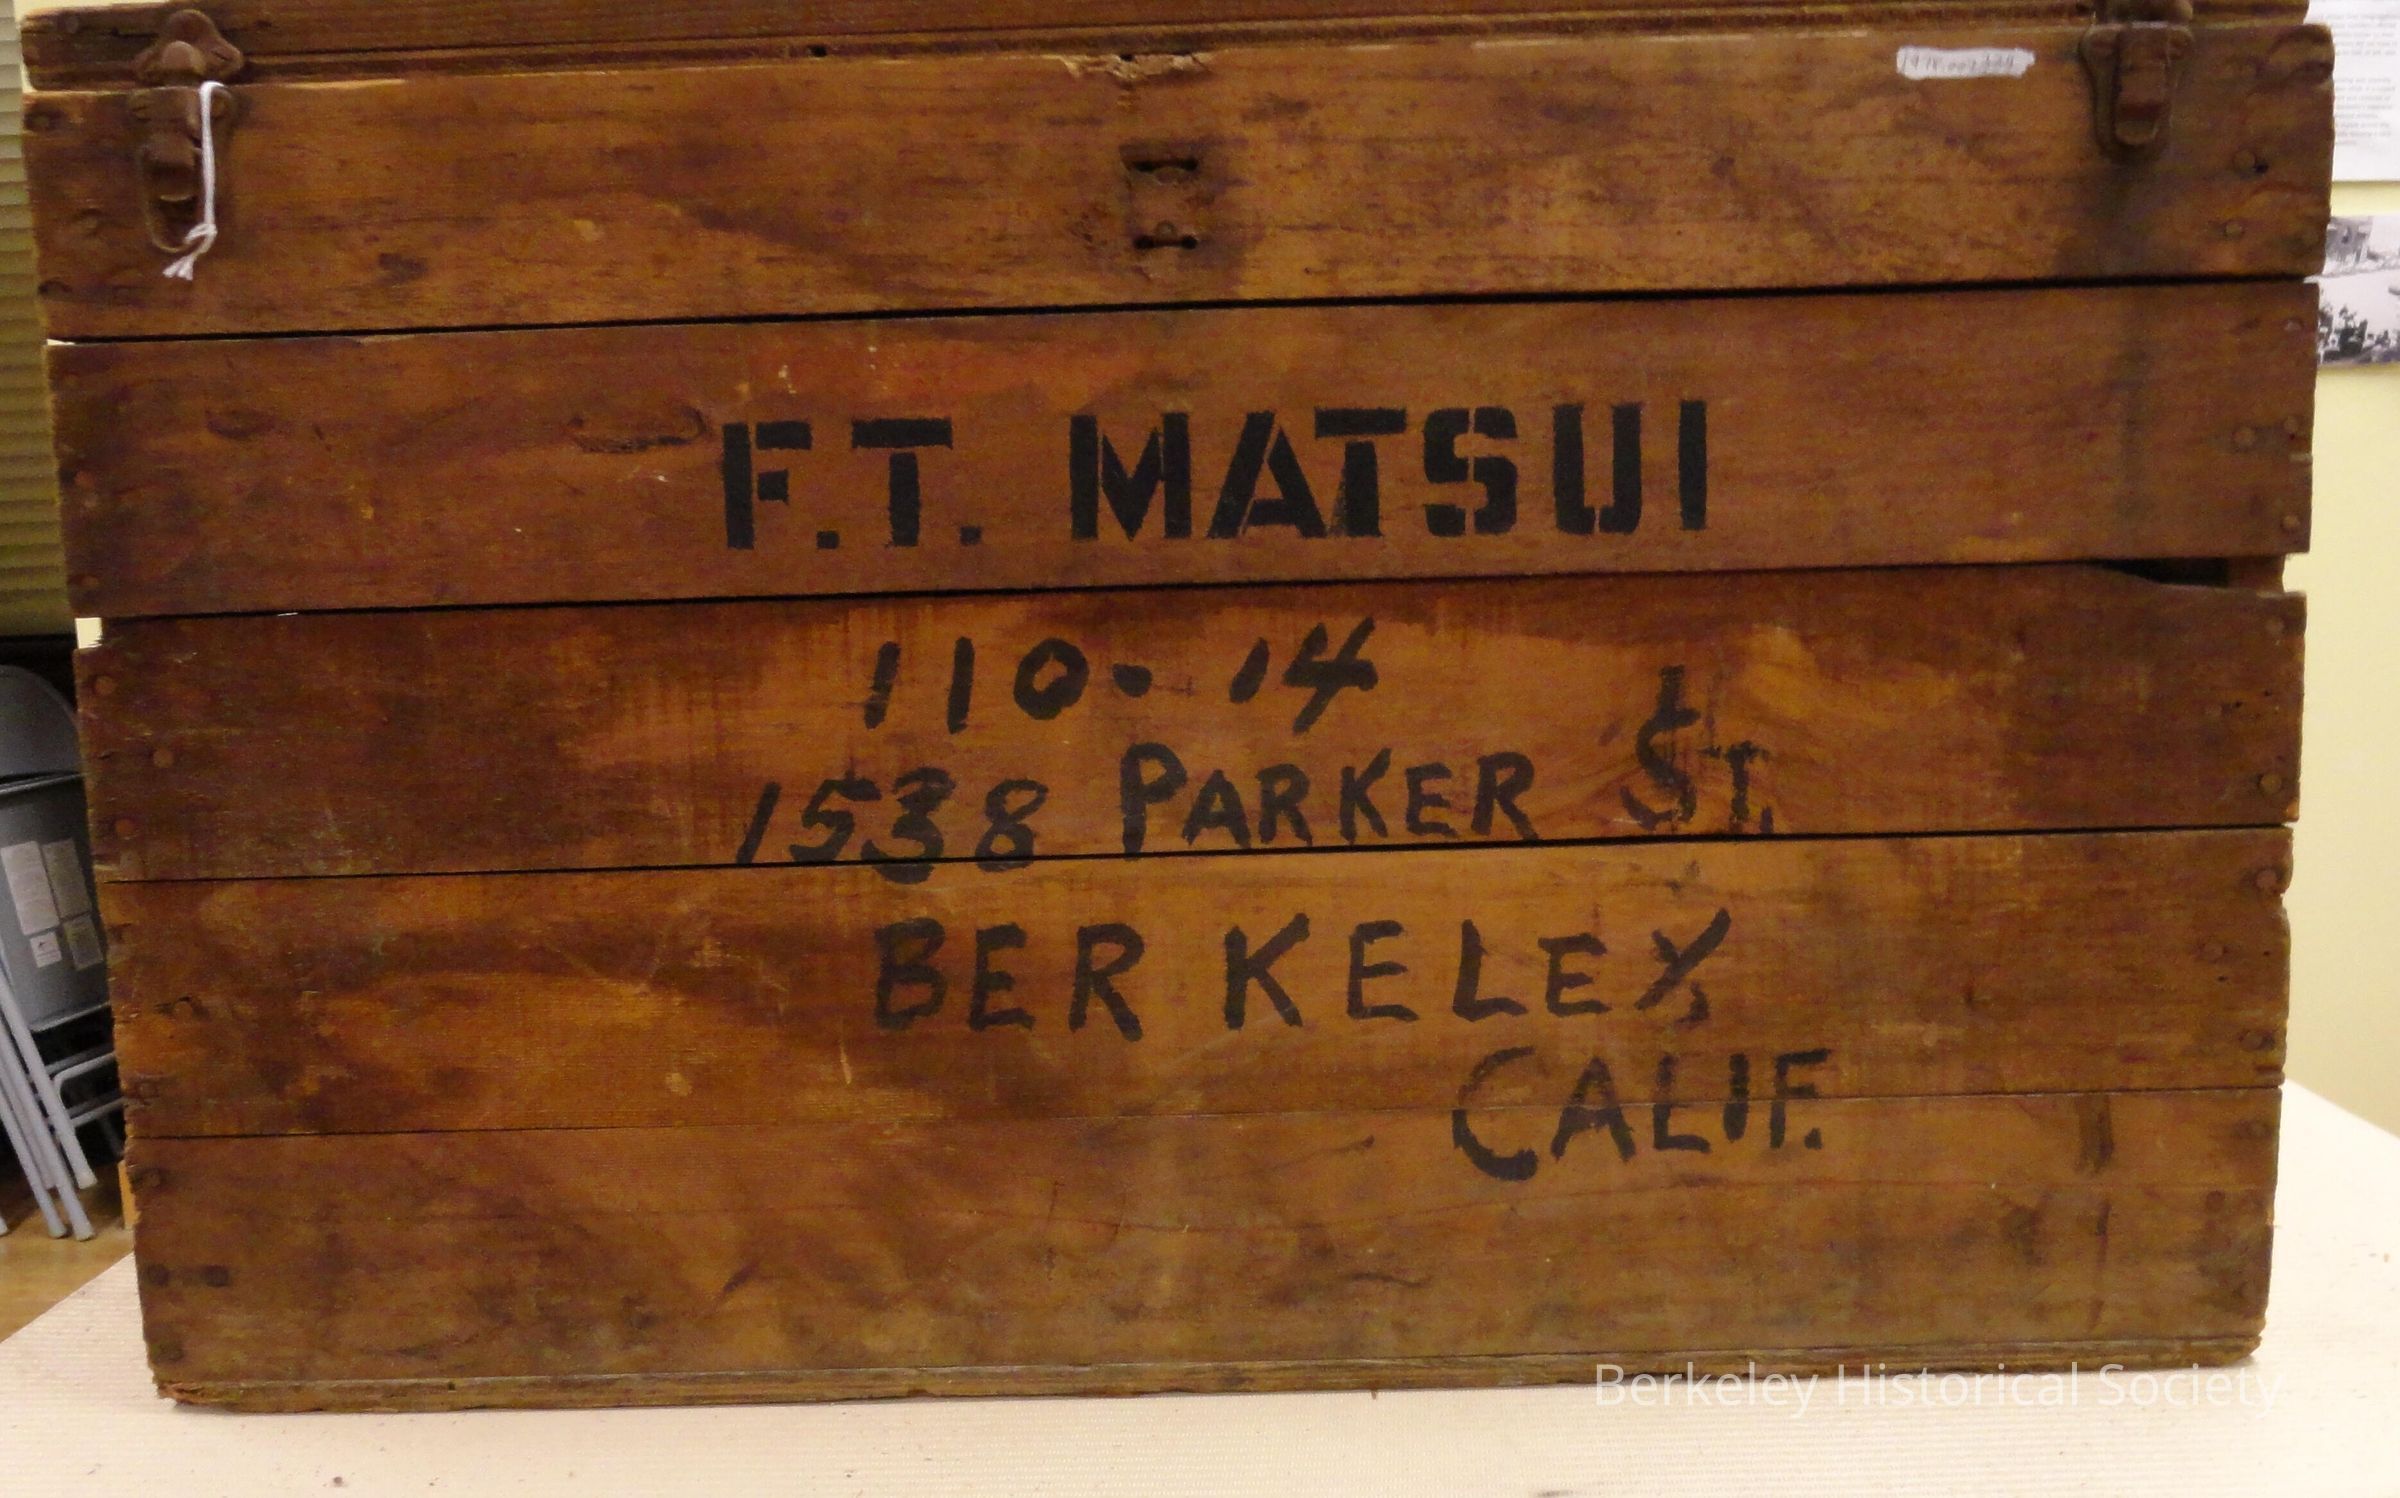 F.T. MATSUI
110-14
1538 PARKER ST.
BERKELEY,
CALIF.
Berkeley Historical Society